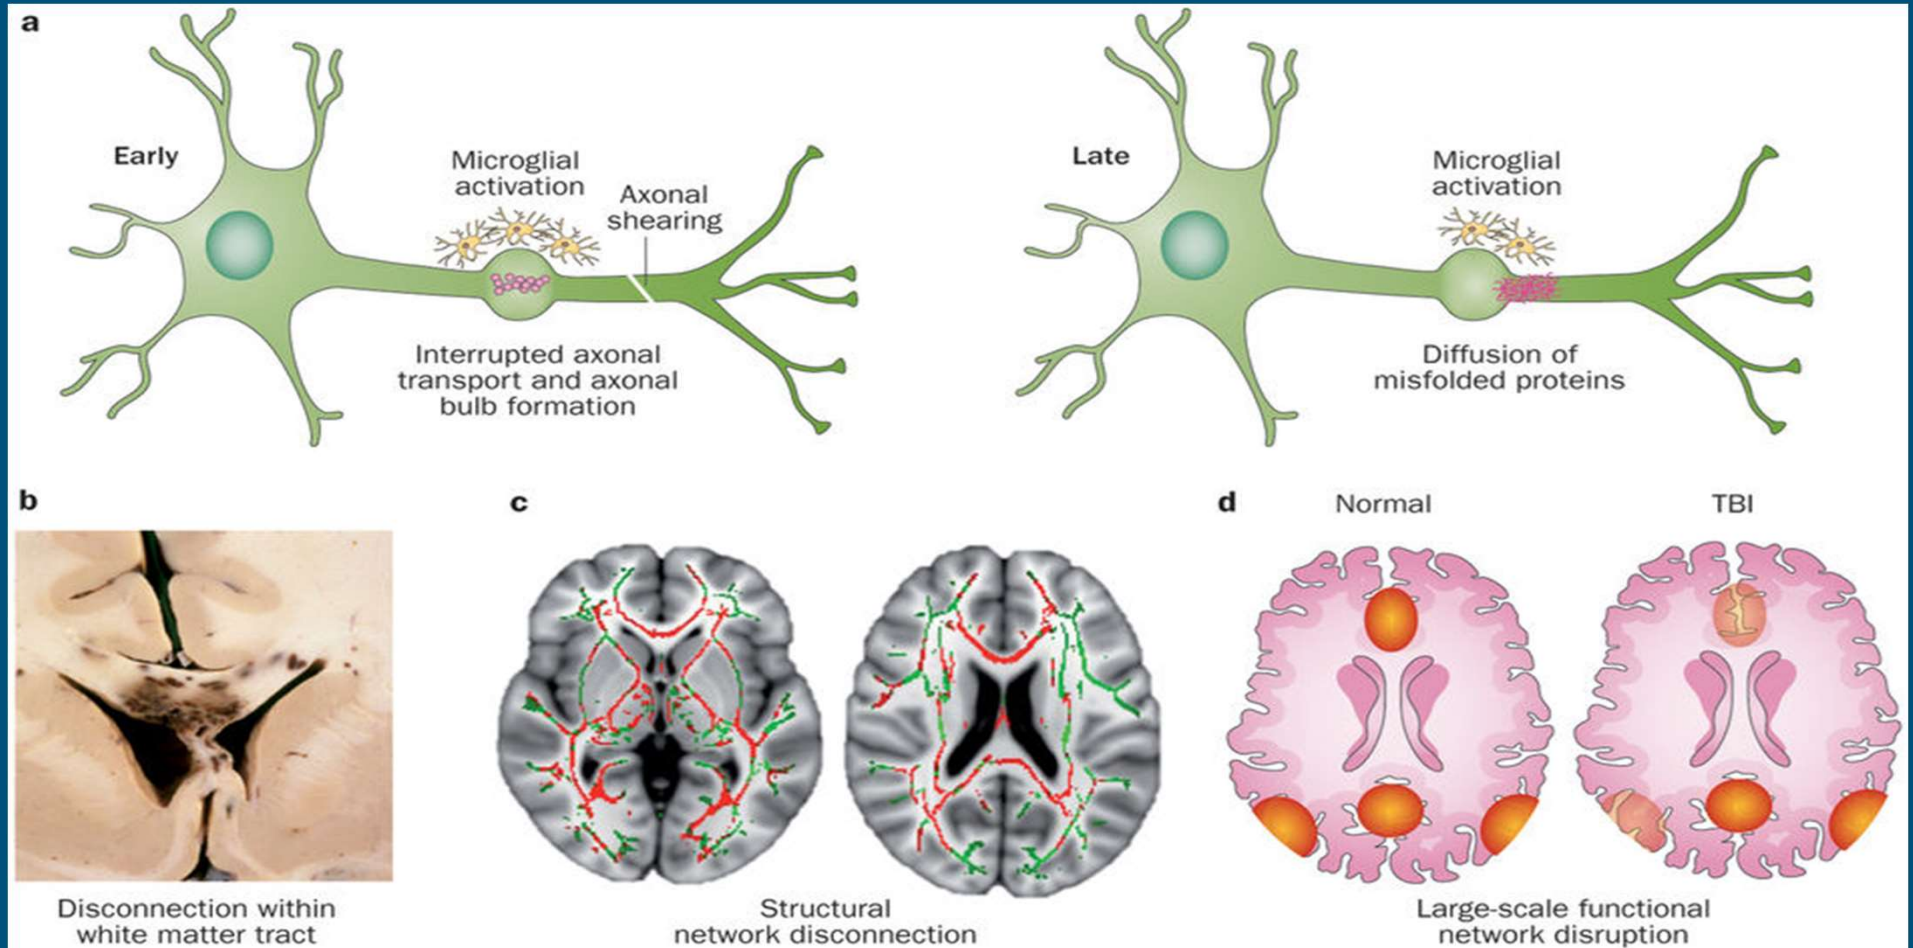 a
Early
Microglial
activation
Axonal
shearing
Interrupted axonal
transport and axonal
bulb formation
Late
Microglial
activation
Diffusion of
misfolded proteins
b
Disconnection within
white matter tract
c
Structural
network disconnection
d
Normal
TBI
Large-scale functional
network disruption